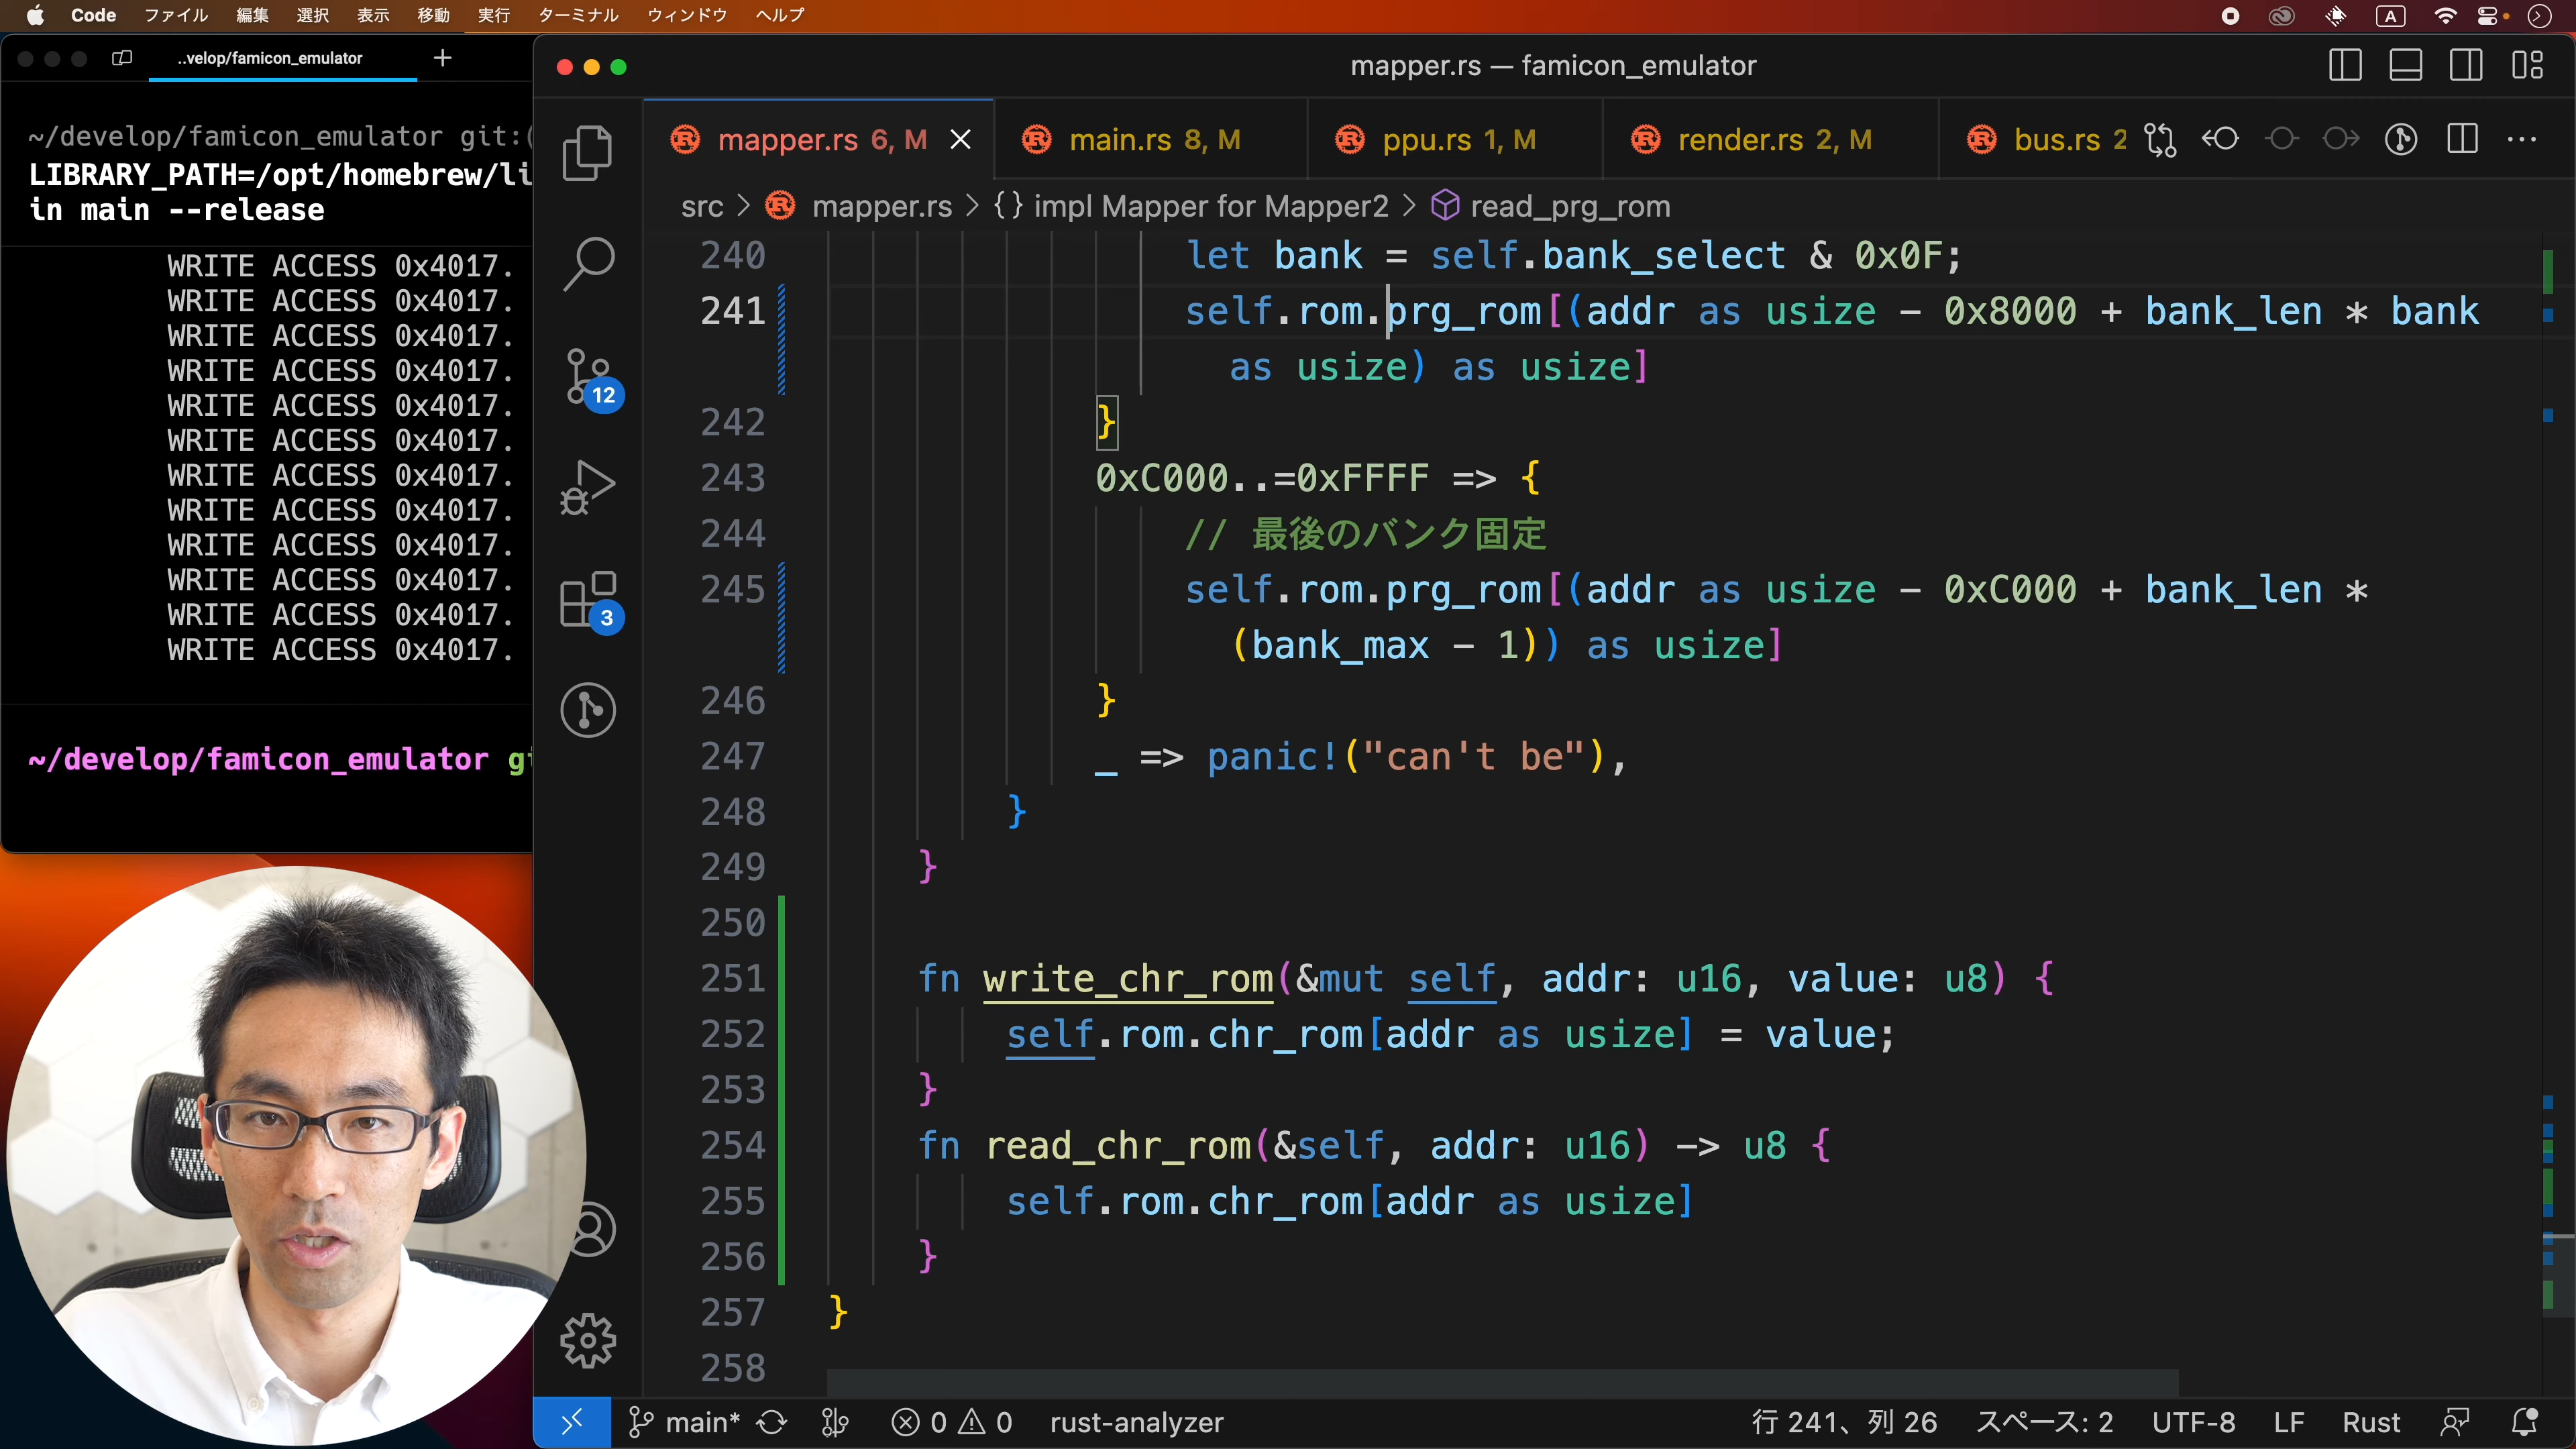 Code ファイル 編集 選択 表示 移動 実行 ターミナル ウィンドウ ヘルプ
A
..velop/famicon_emulator
~/develop/famicon_emulator git:(
LIBRARY_PATH=/opt/homebrew/li
in main --release
WRITE ACCESS 0x4017.
WRITE ACCESS 0x4017.
WRITE ACCESS 0x4017.
WRITE ACCESS 0x4017.
WRITE ACCESS 0x4017.
WRITE ACCESS 0x4017.
WRITE ACCESS 0x4017.
WRITE ACCESS 0x4017.
WRITE ACCESS 0x4017.
WRITE ACCESS 0x4017.
WRITE ACCESS 0x4017.
WRITE ACCESS 0x4017.
~/develop/famicon_emulator gi
mapper.rs — famicon_emulator
mapper.rs 6, M main.rs 8, M ppu.rs 1, M render.rs 2, M bus.rs 2
src > mapper.rs > {} impl Mapper for Mapper2 > read_prg_rom
12
3
240 let bank = self.bank_select & 0x0F;
241 self.rom.prg_rom[(addr as usize - 0x8000 + bank_len * bank
as usize) as usize]
242 }
243 0xC000..=0xFFFF => {
244 // 最後のバンク固定
245 self.rom.prg_rom[(addr as usize - 0xC000 + bank_len *
(bank_max - 1)) as usize]
246 }
247 _ => panic!("can't be"),
248 }
249 }
250
251 fn write_chr_rom(&mut self, addr: u16, value: u8) {
252 self.rom.chr_rom[addr as usize] = value;
253 }
254 fn read_chr_rom(&self, addr: u16) -> u8 {
255 self.rom.chr_rom[addr as usize]
256 }
257 }
258
main* 0 0 rust-analyzer 行 241、列 26 スペース: 2 UTF-8 LF Rust